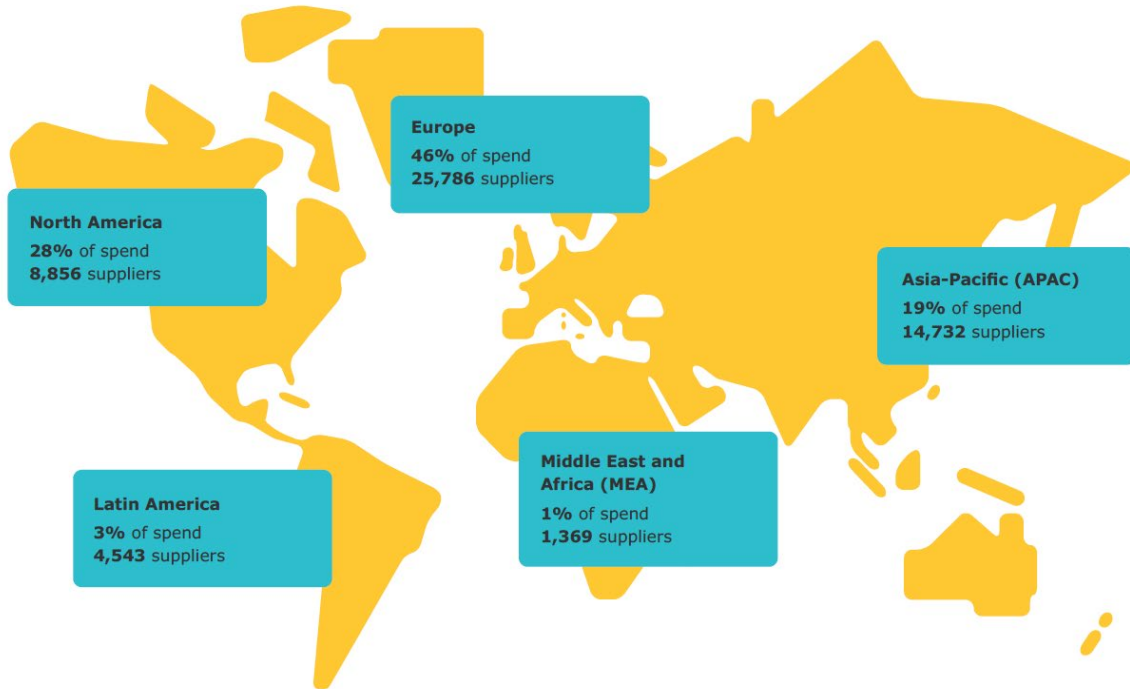 Europe
46% of spend
25,786 suppliers
North America
28% of spend
8,856 suppliers
Asia-Pacific (APAC)
19% of spend
14,732 suppliers
Middle East and
Africa (MEA)
1% of spend
1,369 suppliers
Latin America
3% of spend
4,543 suppliers